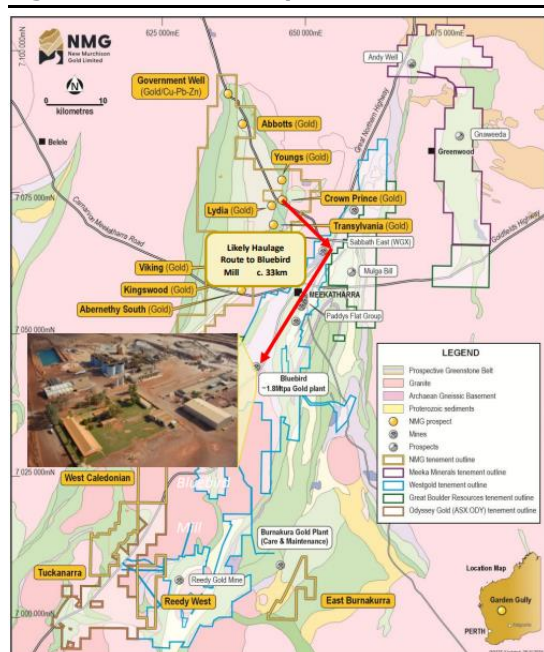 NMG
New Murchison
Gold Limited
N
0 10
kilometres
625 000mE
650 000mE
7 100 000mN
7 075 000mN
7 050 000mN
7 025 000mN
7 000 000mN
Andy Well
Government Well
(Gold/Cu-Pb-Zn)
Great Northern Highway
Abbotts (Gold)
Gnaweeda
Belele
Greenwood
Youngs (Gold)
Crown Prince (Gold)
Lydia (Gold)
Transylvania (Gold)
Carnarvon Meekatharra Road
Goldfields Highway
Sabbath East (WGX)
Likely Haulage
Route to Bluebird
Mill c. 33km
Viking (Gold)
Mulga Bill
Kingswood (Gold)
MEEKATHARRA
Abernethy South (Gold)
Paddys Flat Group
Bluebird
~1.8Mtpa Gold plant
LEGEND
Prospective Greenstone Belt
Granite
Archaean Greissic Basement
Proterozoic sediments
NMG prospect
Mines
Prospects
NMG tenement outline
Meeka Minerals tenement outline
Westgold tenement outline
Great Boulder Resources tenement outline
Odyssey Gold (ASX:ODY) tenement outline
West Caledonian
Bluebird
Mill
Burnakura Gold Plant
(Care & Maintenance)
Tuckanarra
Reedy Gold Mine
Reedy West
East Burnakurra
Location Map
Garden Gully
PERTH